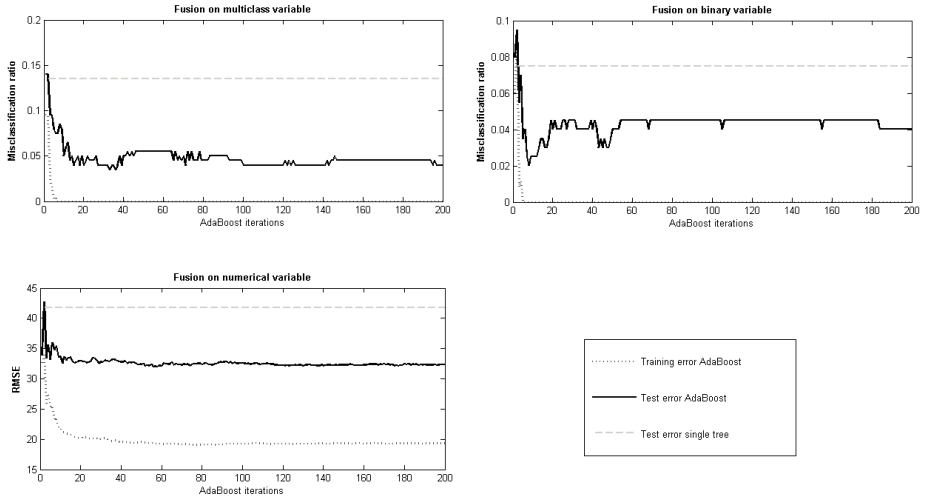 Fusion on multiclass variable
0.2
0.15
0.1
0.05
0
Misclassification ratio
0 20 40 60 80 100 120 140 160 180 200
AdaBoost iterations
Fusion on binary variable
0.1
0.08
0.06
0.04
0.02
0
Misclassification ratio
0 20 40 60 80 100 120 140 160 180 200
AdaBoost iterations
Fusion on numerical variable
45
40
35
30
25
20
15
RMSE
0 20 40 60 80 100 120 140 160 180 200
AdaBoost iterations
Training error AdaBoost
Test error AdaBoost
Test error single tree